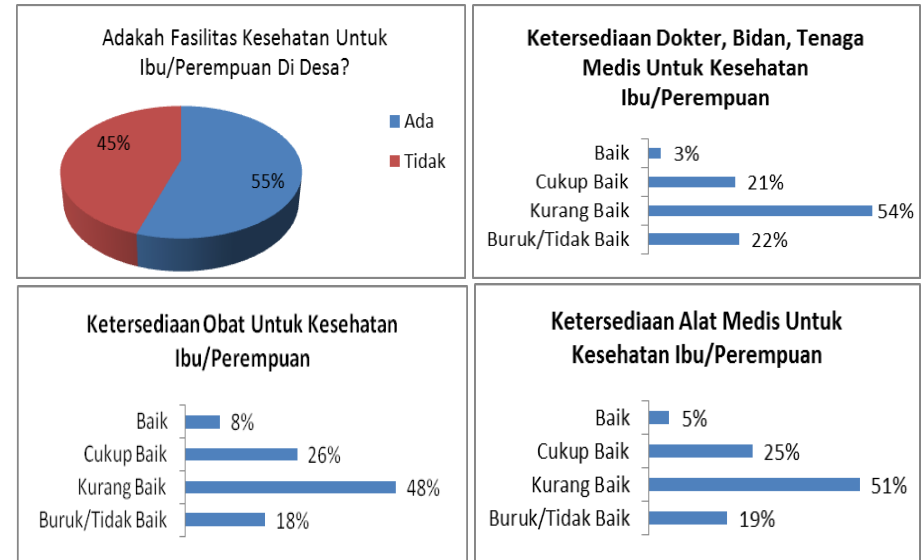 Adakah Fasilitas Kesehatan Untuk
Ibu/Perempuan Di Desa?
45%
55%
Ada
Tidak
Ketersediaan Dokter, Bidan, Tenaga
Medis Untuk Kesehatan
Ibu/Perempuan
Baik 3%
Cukup Baik 21%
Kurang Baik 54%
Buruk/Tidak Baik 22%
Ketersediaan Obat Untuk Kesehatan
Ibu/Perempuan
Baik 8%
Cukup Baik 26%
Kurang Baik 48%
Buruk/Tidak Baik 18%
Ketersediaan Alat Medis Untuk
Kesehatan Ibu/Perempuan
Baik 5%
Cukup Baik 25%
Kurang Baik 51%
Buruk/Tidak Baik 19%